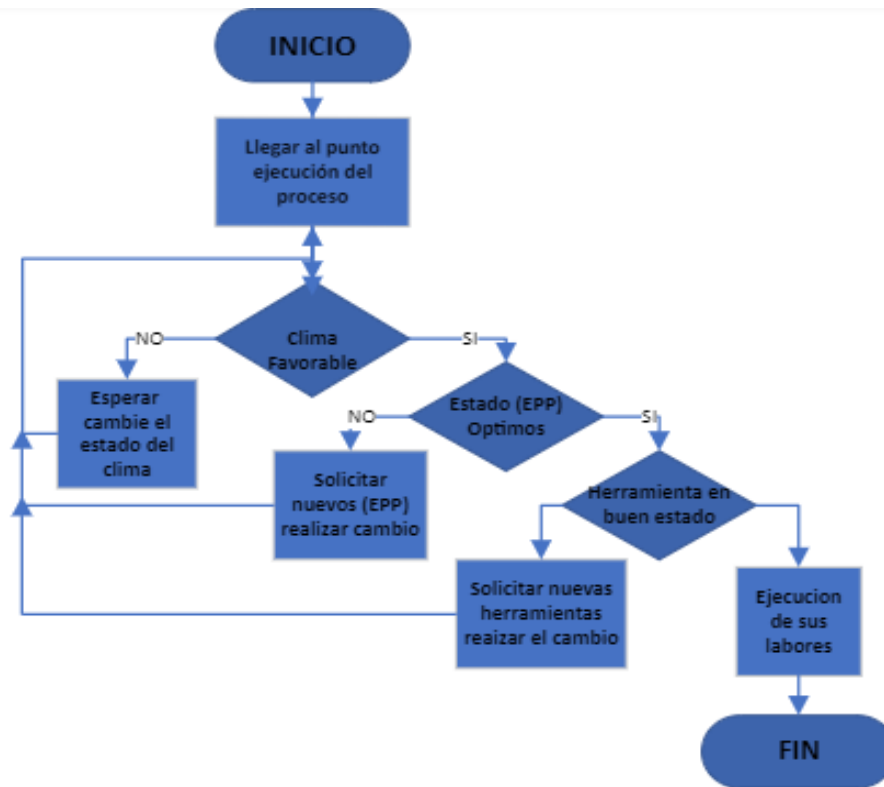 INICIO
Llegar al punto
ejecución del
proceso
Clima
Favorable
NO
SI
Esperar
cambie el
estado del
clima
Estado (EPP)
Optimos
NO
SI
Solicitar
nuevos (EPP)
realizar cambio
Herramienta en
buen estado
Solicitar nuevas
herramientas
reaizar el cambio
Ejecucion
de sus
labores
FIN